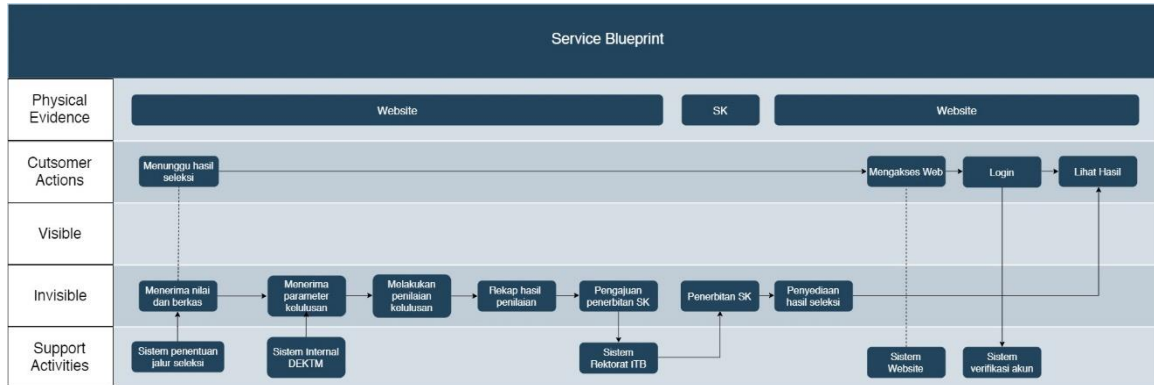 Service Blueprint
Physical
Evidence
Website
SK
Website
Cutsomer
Actions
Menunggu hasil
seleksi
Mengakses Web
Login
Lihat Hasil
Visible
Invisible
Menerima nilai
dan berkas
Menerima
parameter
kelulusan
Melakukan
penilaian
kelulusan
Rekap hasil
penilaian
Pengajuan
penerbitan SK
Penerbitan SK
Penyediaan
hasil seleksi
Support
Activities
Sistem penentuan
jalur seleksi
Sistem Internal
DEKTM
Sistem
Rektorat ITB
Sistem
Website
Sistem
verifikasi akun